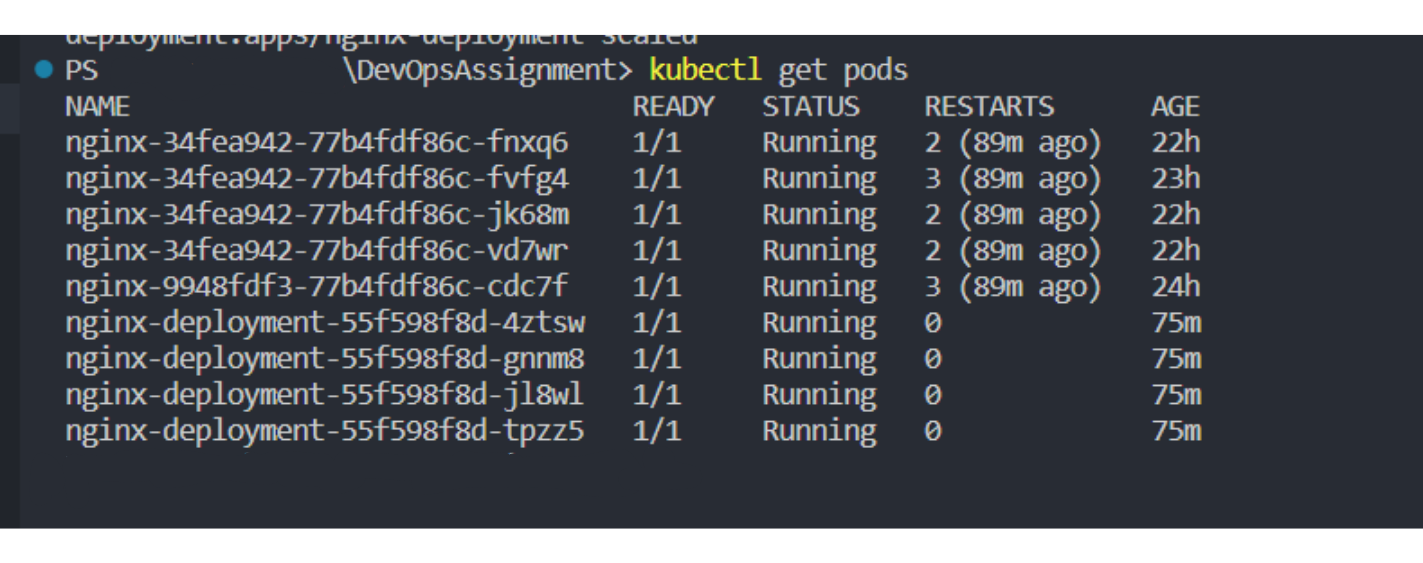 deployment.apps/nginx-deployment scaled
PS \DevOpsAssignment> kubectl get pods
NAME READY STATUS RESTARTS AGE
nginx-34fea942-77b4fdf86c-fnxq6 1/1 Running 2 (89m ago) 22h
nginx-34fea942-77b4fdf86c-fvfg4 1/1 Running 3 (89m ago) 23h
nginx-34fea942-77b4fdf86c-jk68m 1/1 Running 2 (89m ago) 22h
nginx-34fea942-77b4fdf86c-vd7wr 1/1 Running 2 (89m ago) 22h
nginx-9948fdf3-77b4fdf86c-cdc7f 1/1 Running 3 (89m ago) 24h
nginx-deployment-55f598f8d-4ztsw 1/1 Running 0 75m
nginx-deployment-55f598f8d-gnnm8 1/1 Running 0 75m
nginx-deployment-55f598f8d-jl8wl 1/1 Running 0 75m
nginx-deployment-55f598f8d-tpzz5 1/1 Running 0 75m